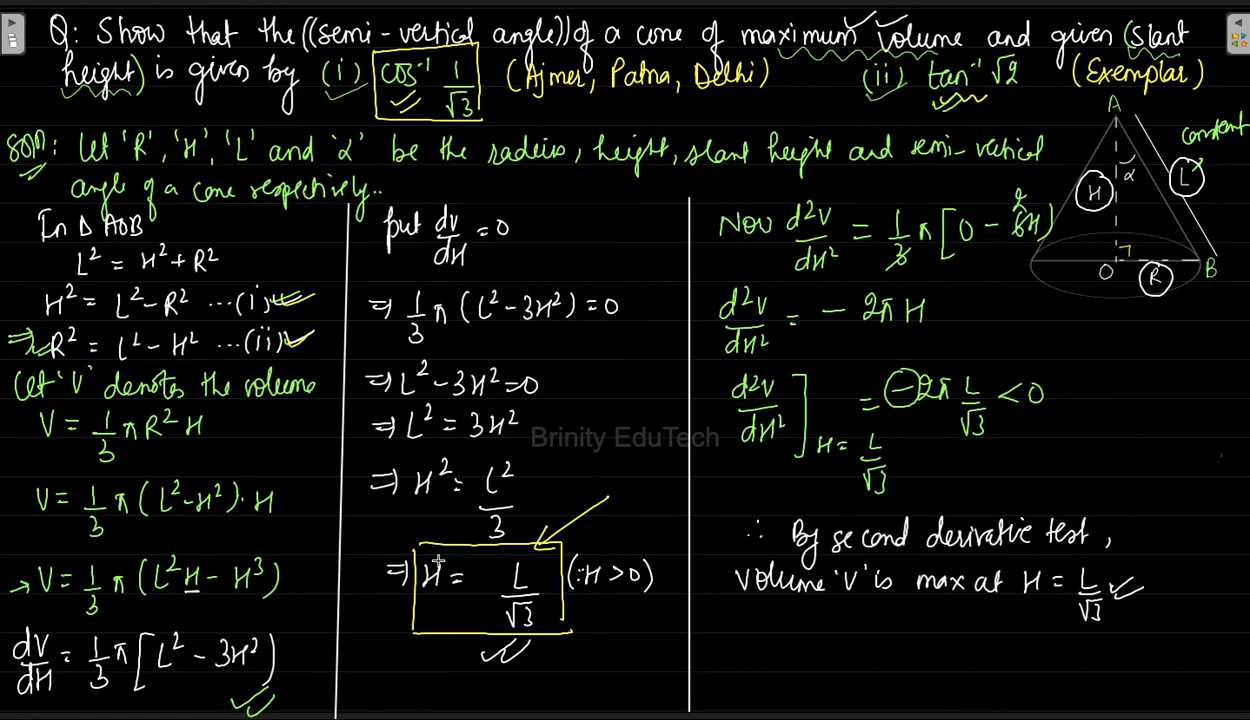 Q: Show that the ((semi-vertical angle)) of a cone of maximum volume and given (slant
height) is given by (i) cos⁻¹ 1/√3 (Ajmer, Patna, Delhi) (ii) tan⁻¹ √2 (Exemplar)
Solⁿ: Let 'R', 'H', 'L' and 'α' be the radius, height, slant height and semi-vertical
angle of a cone respectively..
In Δ AOB
L² = H² + R²
H² = L² - R² ...(i)
⇒ R² = L² - H² ...(ii)
Let 'V' denotes the volume
V = 1/3 π R² H
V = 1/3 π (L² - H²) · H
→ V = 1/3 π (L² H - H³)
dV/dH = 1/3 π [L² - 3H²)
put dV/dH = 0
⇒ 1/3 π (L² - 3H²) = 0
⇒ L² - 3H² = 0
⇒ L² = 3H²
⇒ H² = L²/3
⇒ H = L/√3 (∵ H > 0)
Now d²V/dH² = 1/3 π [0 - 6H) 2
d²V/dH² = - 2π H
d²V/dH² ] H = L/√3 = - 2π L/√3 < 0
∴ By second derivative test,
Volume 'V' is max at H = L/√3
A
constant
α
H
L
O
R
B
Brinity EduTech